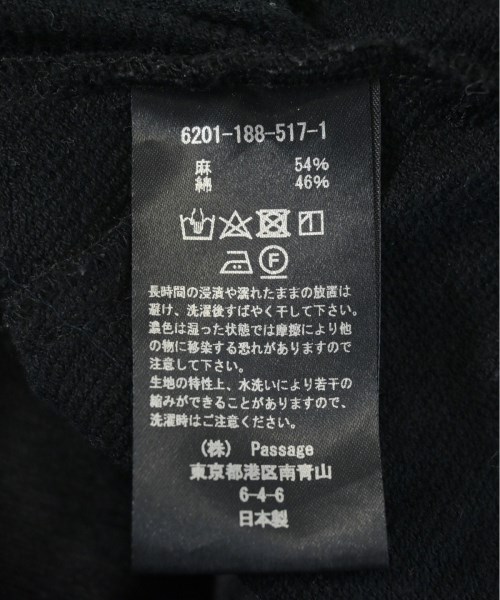 6201-188-517-1
麻 54%
綿 46%
F
長時間の浸漬や濡れたままの放置は
避け、洗濯後すばやく干して下さい。
濃色は湿った状態では摩擦により他
の物に移染する恐れがありますので
注意して下さい。
生地の特性上、水洗いにより若干の
縮みができることがありますので、
洗濯時はご注意ください。
(株) Passage
東京都港区南青山
6-4-6
日本製